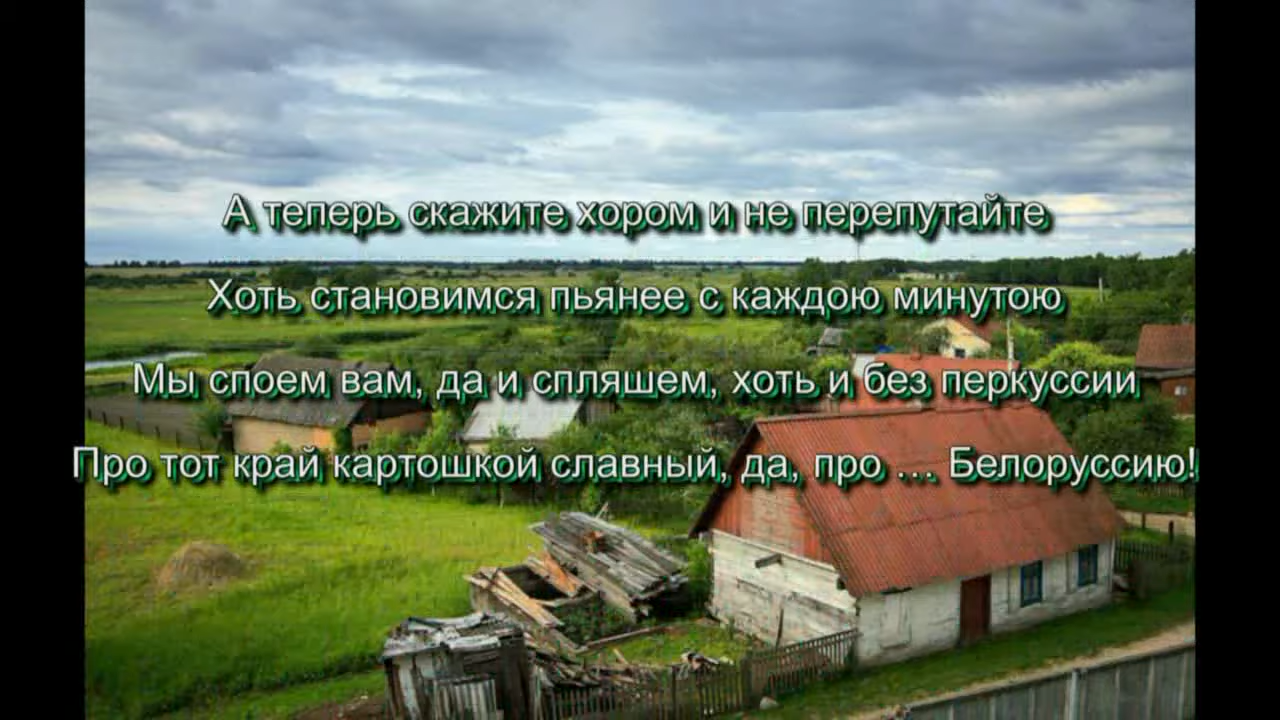 А теперь скажите хором и не перепутайте
Хоть становимся пьянее с каждою минутою
Мы споем вам, да и спляшем, хоть и без перкуссии
Про тот край картошкой славный, да, про … Белоруссию!